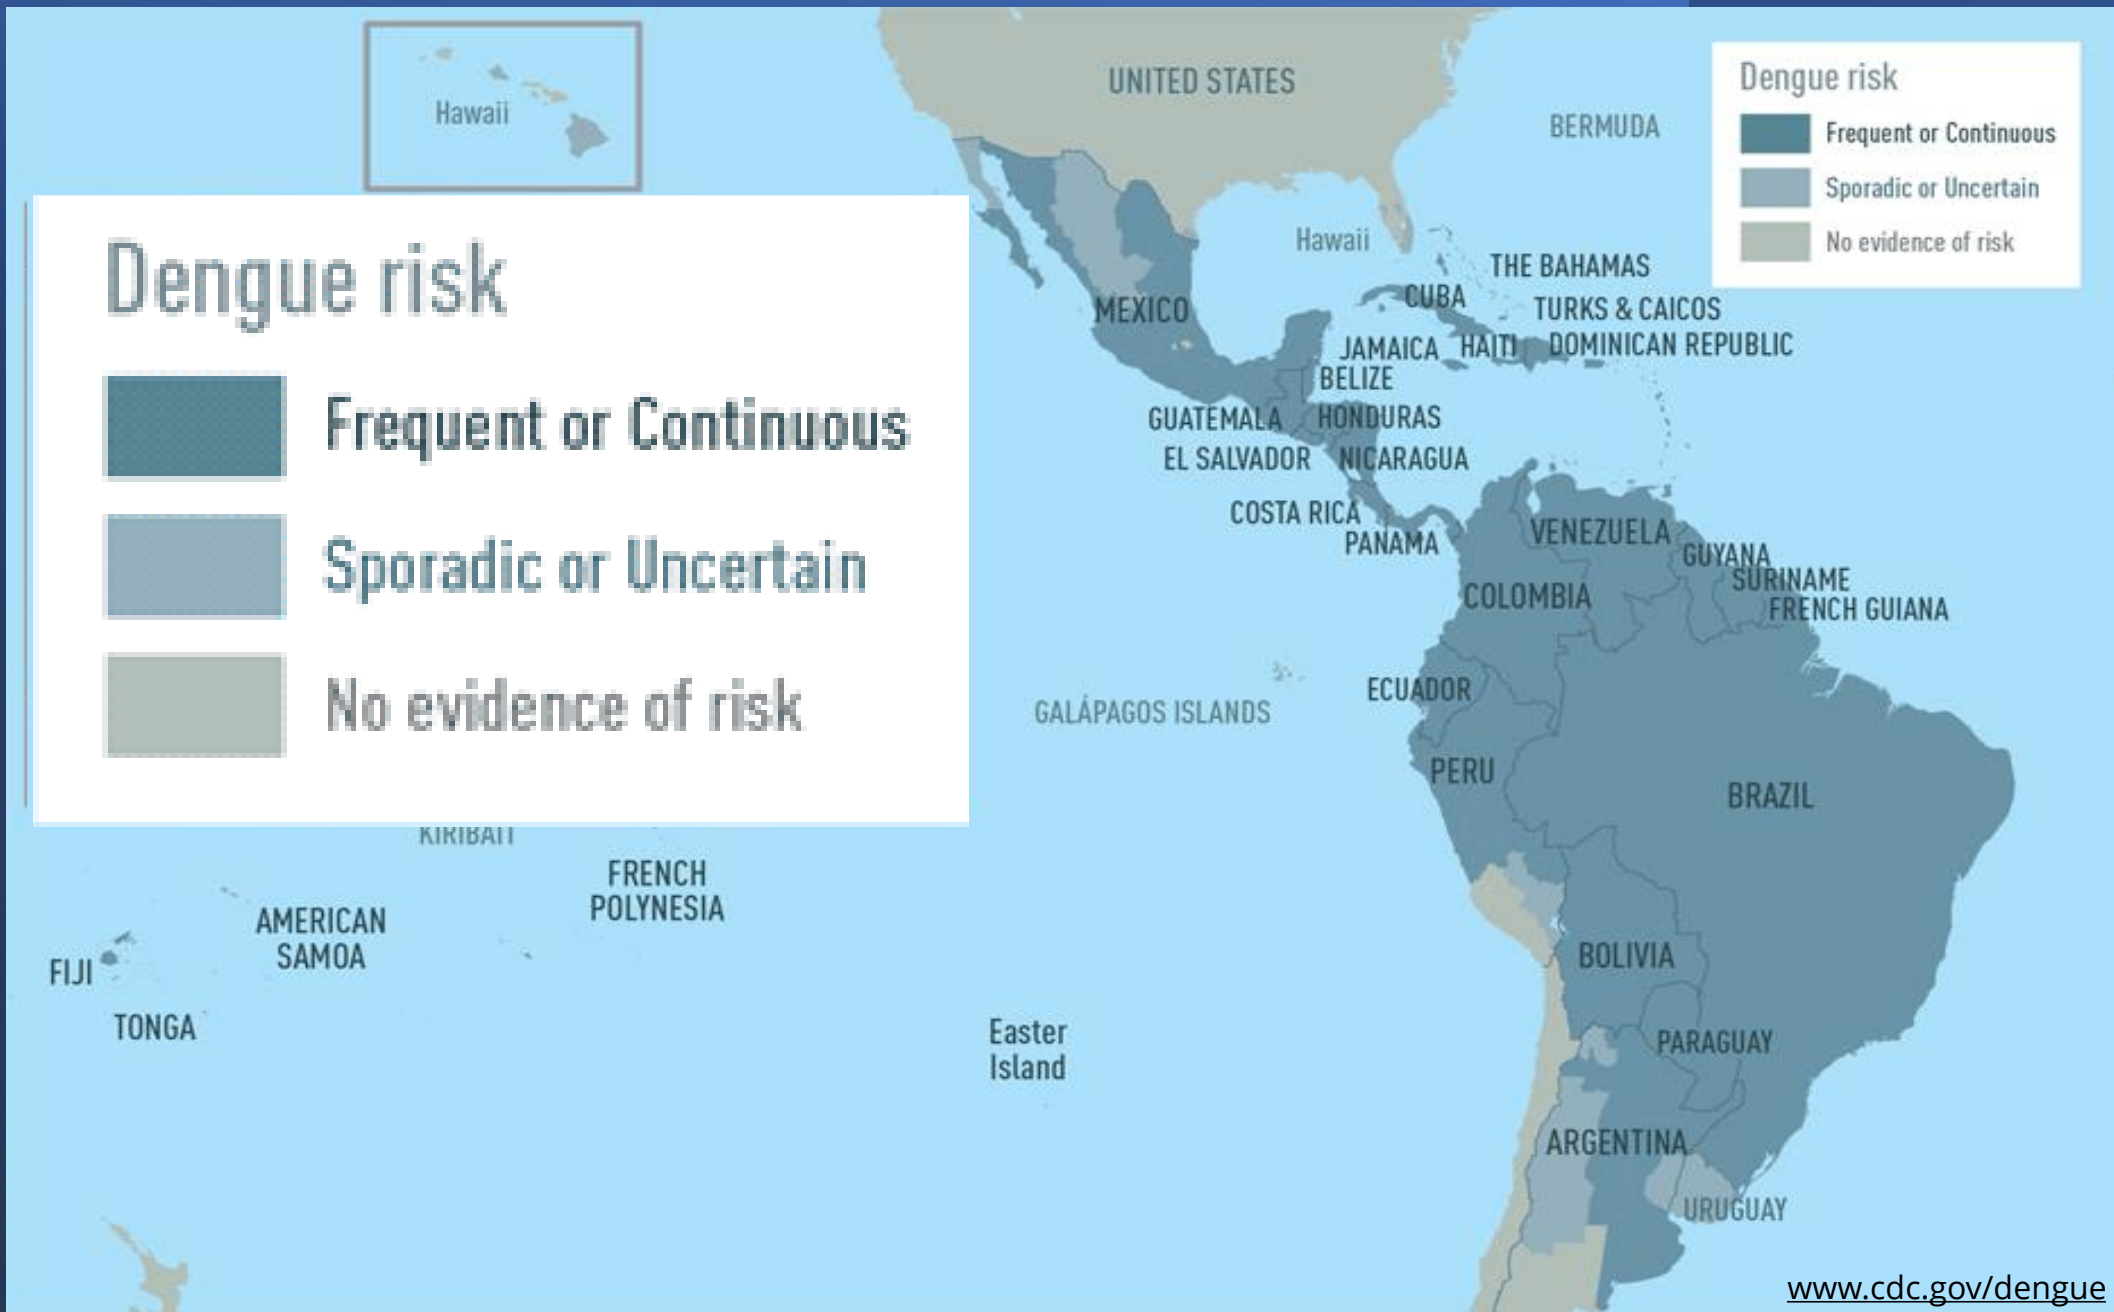 Hawaii
UNITED STATES
BERMUDA
Dengue risk
Frequent or Continuous
Sporadic or Uncertain
No evidence of risk
Dengue risk
Frequent or Continuous
Sporadic or Uncertain
No evidence of risk
Hawaii
THE BAHAMAS
CUBA
TURKS & CAICOS
MEXICO
JAMAICA
HAITI
DOMINICAN REPUBLIC
BELIZE
GUATEMALA
HONDURAS
EL SALVADOR
NICARAGUA
COSTA RICA
PANAMA
VENEZUELA
GUYANA
SURINAME
FRENCH GUIANA
COLOMBIA
ECUADOR
GALÁPAGOS ISLANDS
PERU
BRAZIL
KIRIBATI
FRENCH
POLYNESIA
AMERICAN
SAMOA
FIJI
TONGA
BOLIVIA
Easter
Island
PARAGUAY
ARGENTINA
URUGUAY
www.cdc.gov/dengue